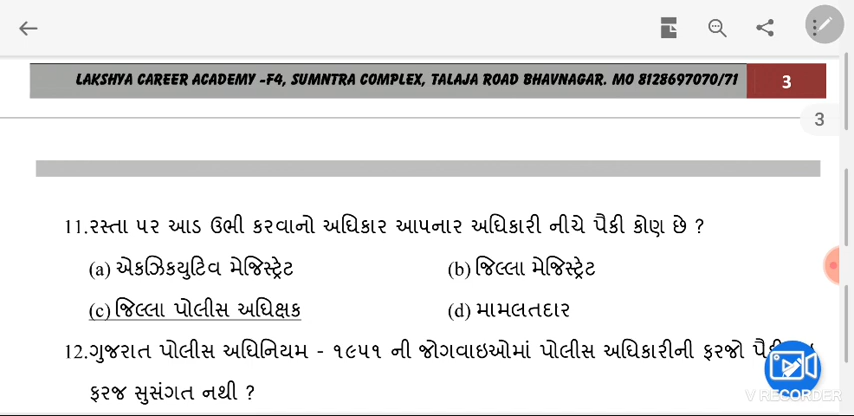 LAKSHYA CAREER ACADEMY -F4, SUMNTRA COMPLEX, TALAJA ROAD BHAVNAGAR. MO 8128697070/71 3
3
11.રસ્તા પર આડ ઉભી કરવાનો અધિકાર આપનાર અધિકારી નીચે પૈકી કોણ છે ?
(a) એકઝિકયુટિવ મેજિસ્ટ્રેટ (b) જિલ્લા મેજિસ્ટ્રેટ
(c) જિલ્લા પોલીસ અધિક્ષક (d) મામલતદાર
12.ગુજરાત પોલીસ અધિનિયમ - ૧૯૫૧ ની જોગવાઇઓમાં પોલીસ અધિકારીની ફરજો
ફરજ સુસંગત નથી ?
V RECORDER